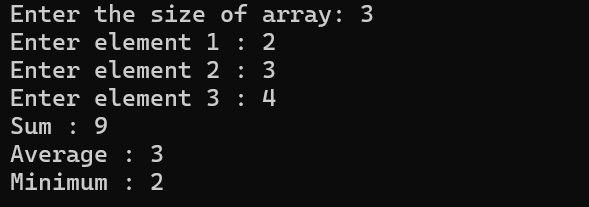 Enter the size of array: 3
Enter element 1 : 2
Enter element 2 : 3
Enter element 3 : 4
Sum : 9
Average : 3
Minimum : 2